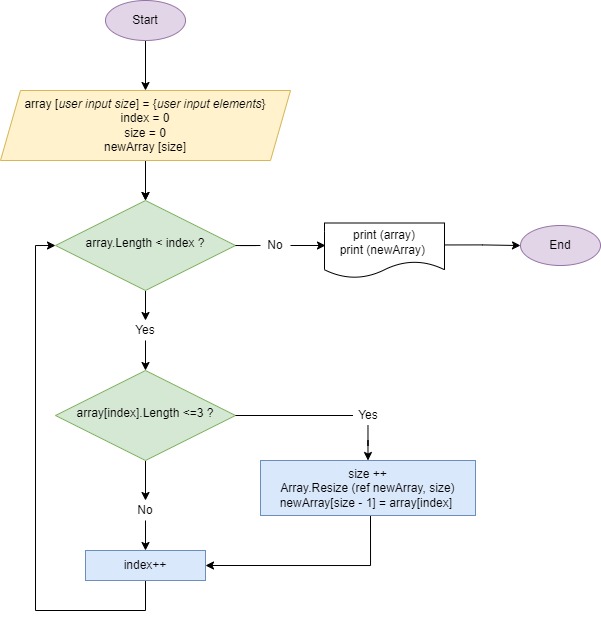 Start
array [user input size] = {user input elements}
index = 0
size = 0
newArray [size]
array.Length < index ?
No
print (array)
print (newArray)
End
Yes
array[index].Length <=3 ?
Yes
size ++
Array.Resize (ref newArray, size)
newArray[size - 1] = array[index]
No
index++